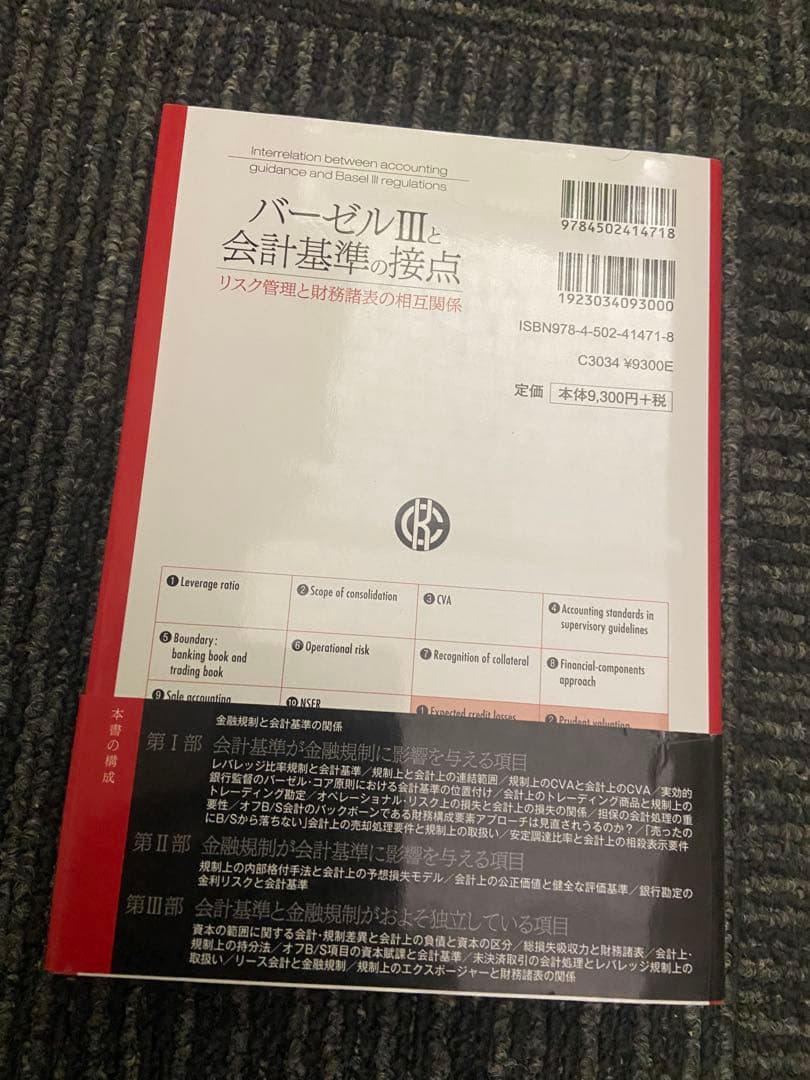 Interrelation between accounting
guidance and Basel III regulations
バーゼルⅢと
会計基準の接点
リスク管理と財務諸表の相互関係
9784502414718
1923034093000
ISBN978-4-502-41471-8
C3034 ¥9300E
定価 本体9,300円+税
❶ Leverage ratio
❷ Scope of consolidation
❸ CVA
❹ Accounting standards in
supervisory guidelines
❺ Boundary:
banking book and
trading book
❻ Operational risk
❼ Recognition of collateral
❽ Financial-components
approach
❾ Sale accounting
❿ NSFR
❶ Expected credit losses
❷ Prudent valuation
本書の構成
金融規制と会計基準の関係
第Ⅰ部 会計基準が金融規制に影響を与える項目
レバレッジ比率規制と会計基準/規制上と会計上の連結範囲/規制上のCVAと会計上のCVA/実効的
銀行監督のバーゼル・コア原則における会計基準の位置付け/会計上のトレーディング商品と規制上の
トレーディング勘定/オペレーショナル・リスク上の損失と会計上の損失の関係/担保の会計処理の重
要性/オフB/S会計のバックボーンである財務構成要素アプローチは見直されうるのか?/「売ったの
にB/Sから落ちない」会計上の売却処理要件と規制上の取扱い/安定調達比率と会計上の相殺表示要件
第Ⅱ部 金融規制が会計基準に影響を与える項目
規制上の内部格付手法と会計上の予想損失モデル/会計上の公正価値と健全な評価基準/銀行勘定の
金利リスクと会計基準
第Ⅲ部 会計基準と金融規制がおよそ独立している項目
資本の範囲に関する会計・規制差異と会計上の負債と資本の区分/総損失吸収力と財務諸表/会計上・
規制上の持分法/オフB/S項目の資本賦課と会計基準/未決済取引の会計処理とレバレッジ規制上の
取扱い/リース会計と金融規制/規制上のエクスポージャーと財務諸表の関係